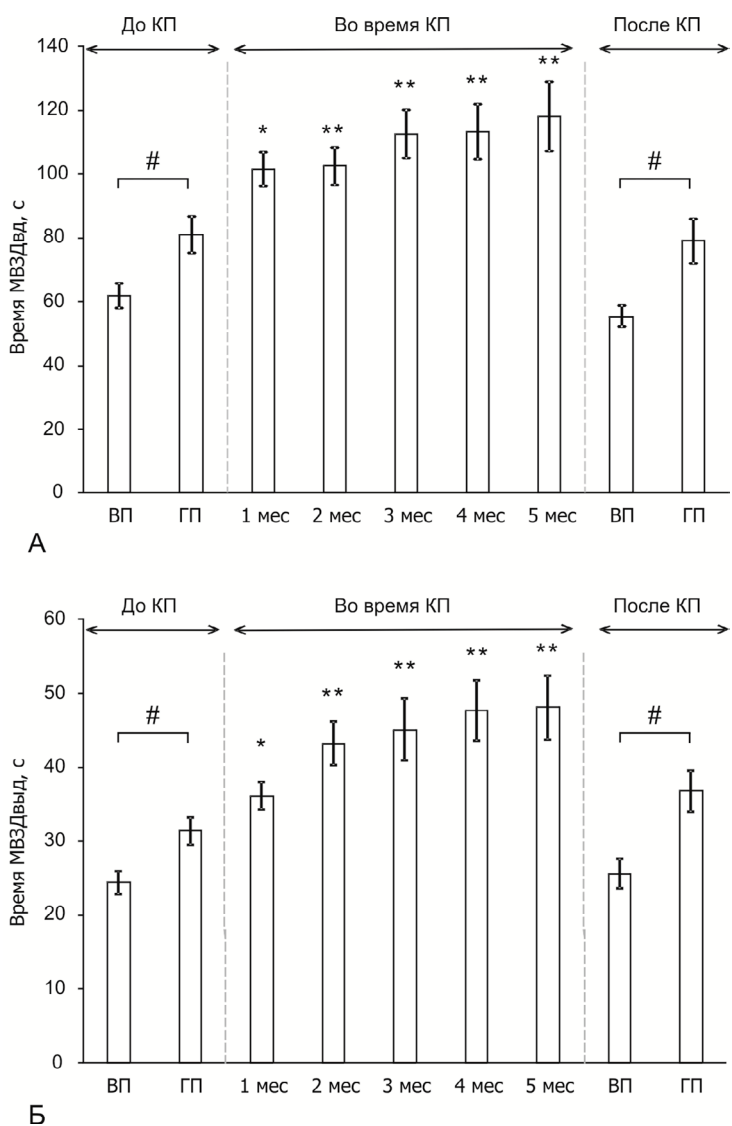 До КП Во время КП После КП
140
120
100
80
60
40
20
0
Время МВЗДвд, с
# * ** ** ** ** #
ВП ГП 1 мес 2 мес 3 мес 4 мес 5 мес ВП ГП
А
До КП Во время КП После КП
60
50
40
30
20
10
0
Время МВЗДвыд, с
# * ** ** ** ** #
ВП ГП 1 мес 2 мес 3 мес 4 мес 5 мес ВП ГП
Б